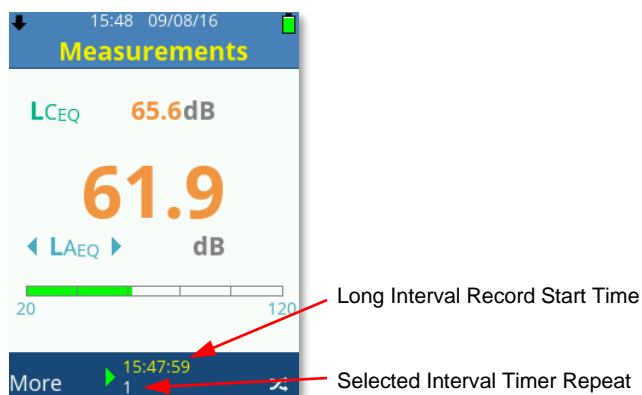 15:48 09/08/16
Measurements
LCEQ 65.6dB
61.9
LAEQ dB
20 120
Long Interval Record Start Time
15:47:59
More 1
Selected Interval Timer Repeat